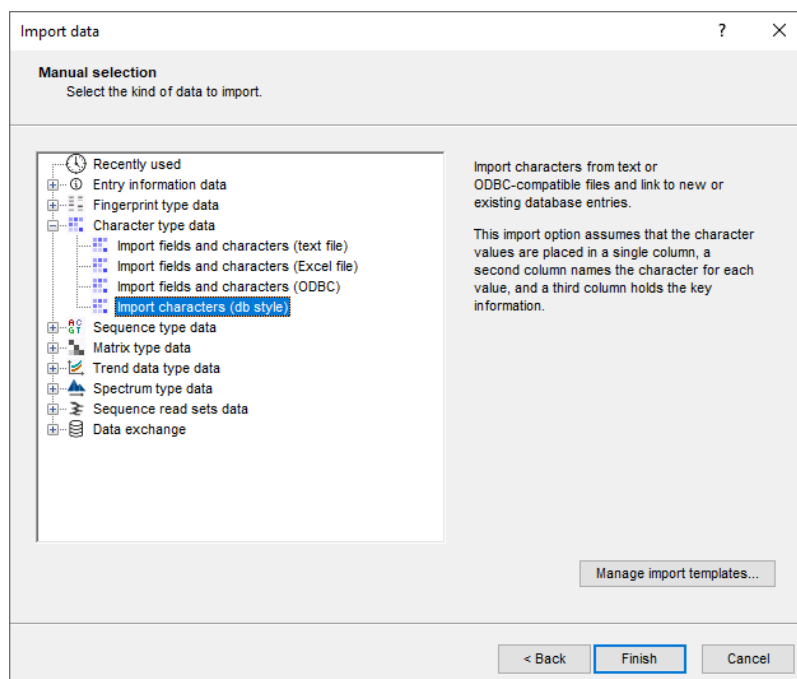 Import data
?
Manual selection
Select the kind of data to import.
Recently used
Entry information data
Fingerprint type data
Character type data
Import fields and characters (text file)
Import fields and characters (Excel file)
Import fields and characters (ODBC)
Import characters (db style)
Sequence type data
Matrix type data
Trend data type data
Spectrum type data
Sequence read sets data
Data exchange
Import characters from text or
ODBC-compatible files and link to new or
existing database entries.
This import option assumes that the character
values are placed in a single column, a
second column names the character for each
value, and a third column holds the key
information.
Manage import templates...
< Back
Finish
Cancel